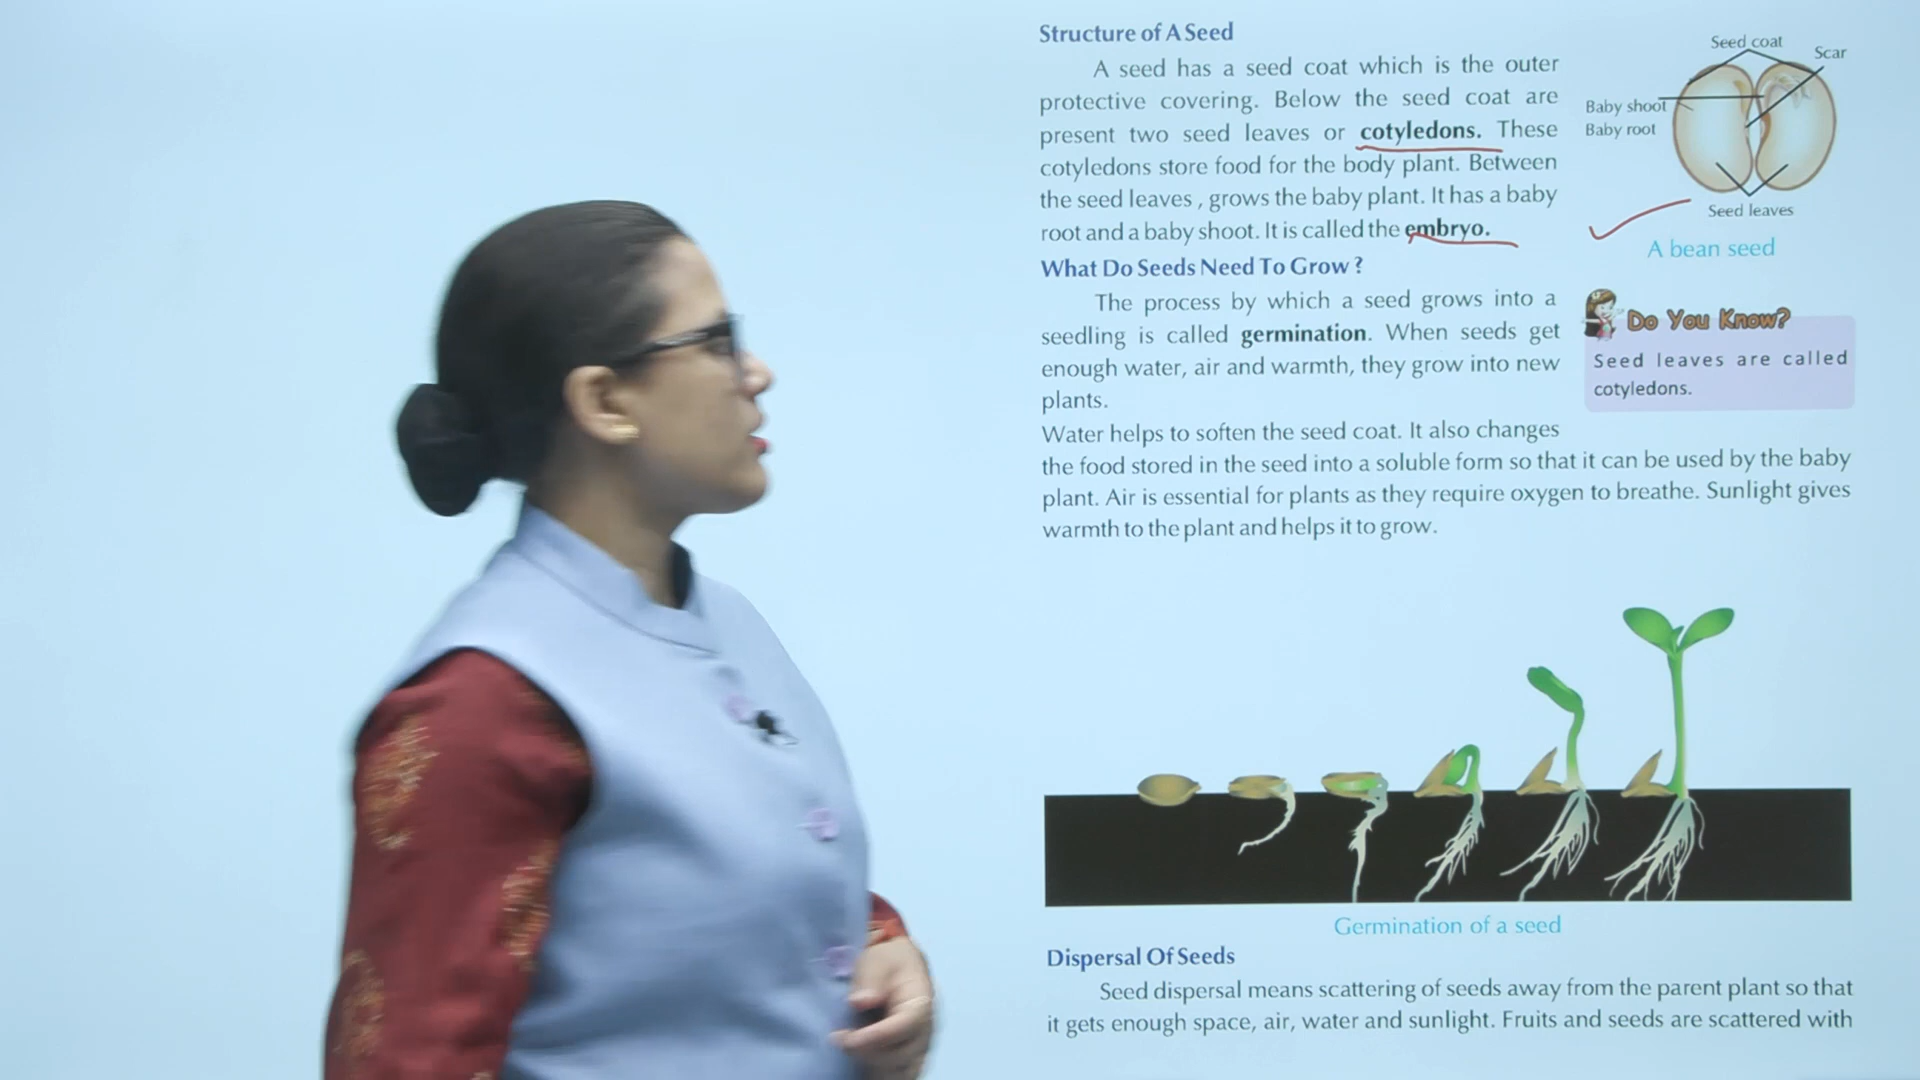 Structure of A Seed
A seed has a seed coat which is the outer
protective covering. Below the seed coat are
present two seed leaves or cotyledons. These
cotyledons store food for the body plant. Between
the seed leaves , grows the baby plant. It has a baby
root and a baby shoot. It is called the embryo.
Seed coat
Scar
Baby shoot
Baby root
Seed leaves
A bean seed
What Do Seeds Need To Grow ?
The process by which a seed grows into a
seedling is called germination. When seeds get
enough water, air and warmth, they grow into new
plants.
Do You Know?
Seed leaves are called
cotyledons.
Water helps to soften the seed coat. It also changes
the food stored in the seed into a soluble form so that it can be used by the baby
plant. Air is essential for plants as they require oxygen to breathe. Sunlight gives
warmth to the plant and helps it to grow.
Germination of a seed
Dispersal Of Seeds
Seed dispersal means scattering of seeds away from the parent plant so that
it gets enough space, air, water and sunlight. Fruits and seeds are scattered with